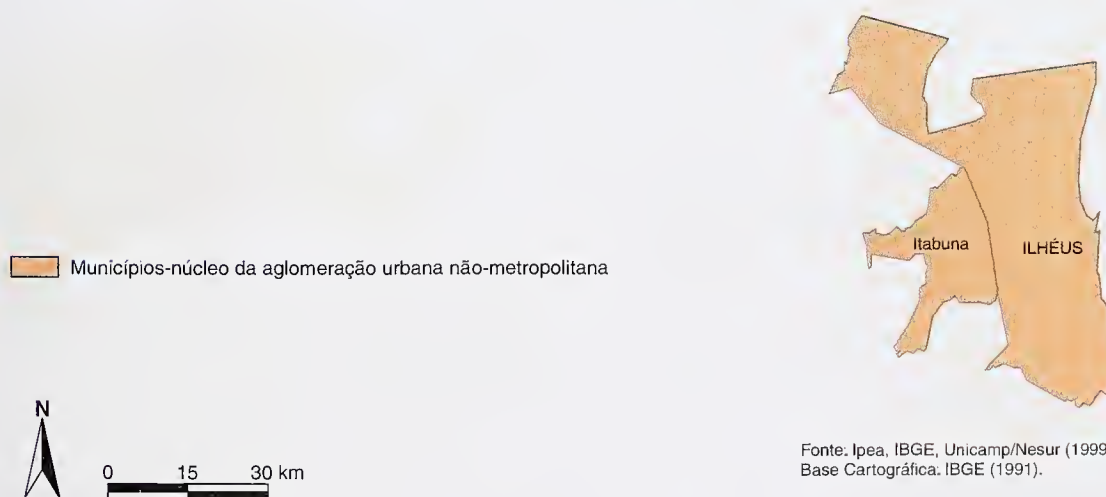 Itabuna
ILHÉUS
Municípios-núcleo da aglomeração urbana não-metropolitana
N
0 15 30 km
Fonte: Ipea, IBGE, Unicamp/Nesur (1999
Base Cartográfica: IBGE (1991).